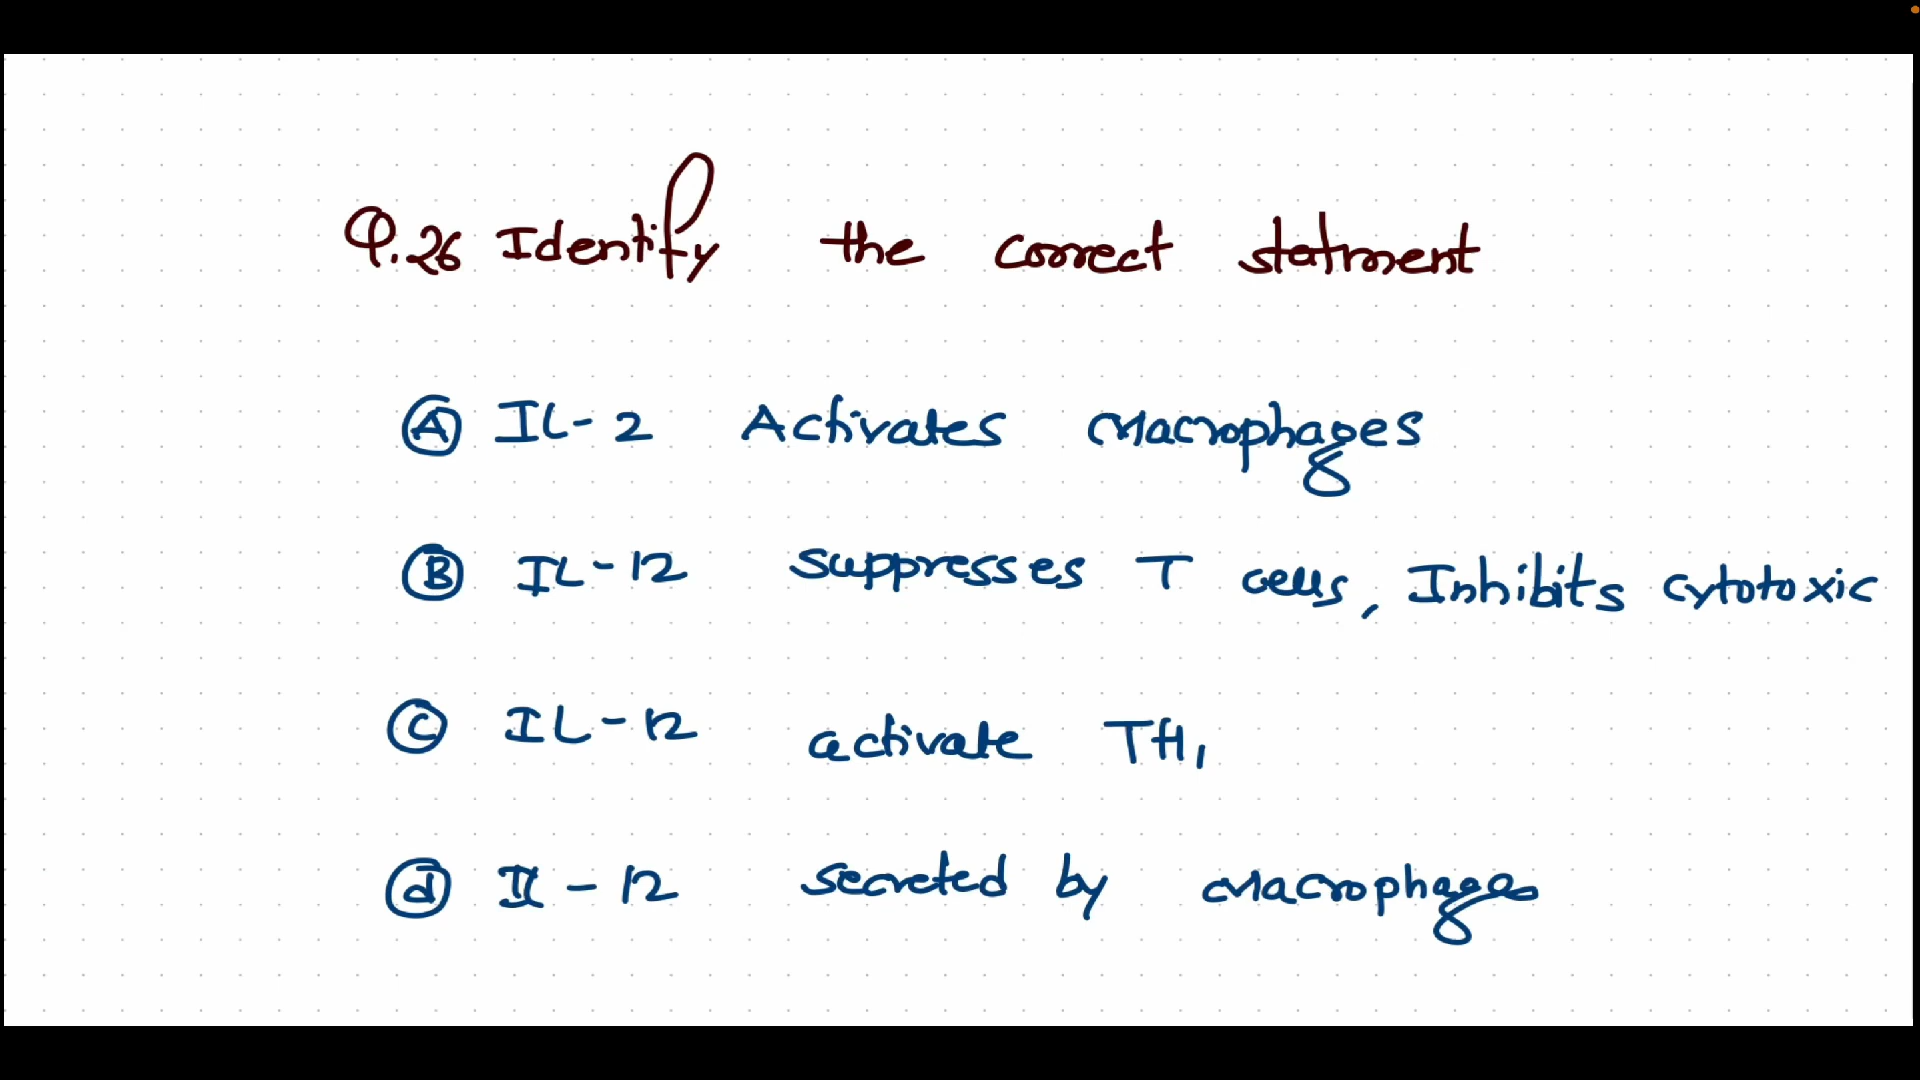 Q.26 Identify the correct statment
A IL-2 Activates Macrophages
B IL-12 suppresses T cells, Inhibits cytotoxic
C IL-12 activate TH1
d IL-12 secreted by Macrophages